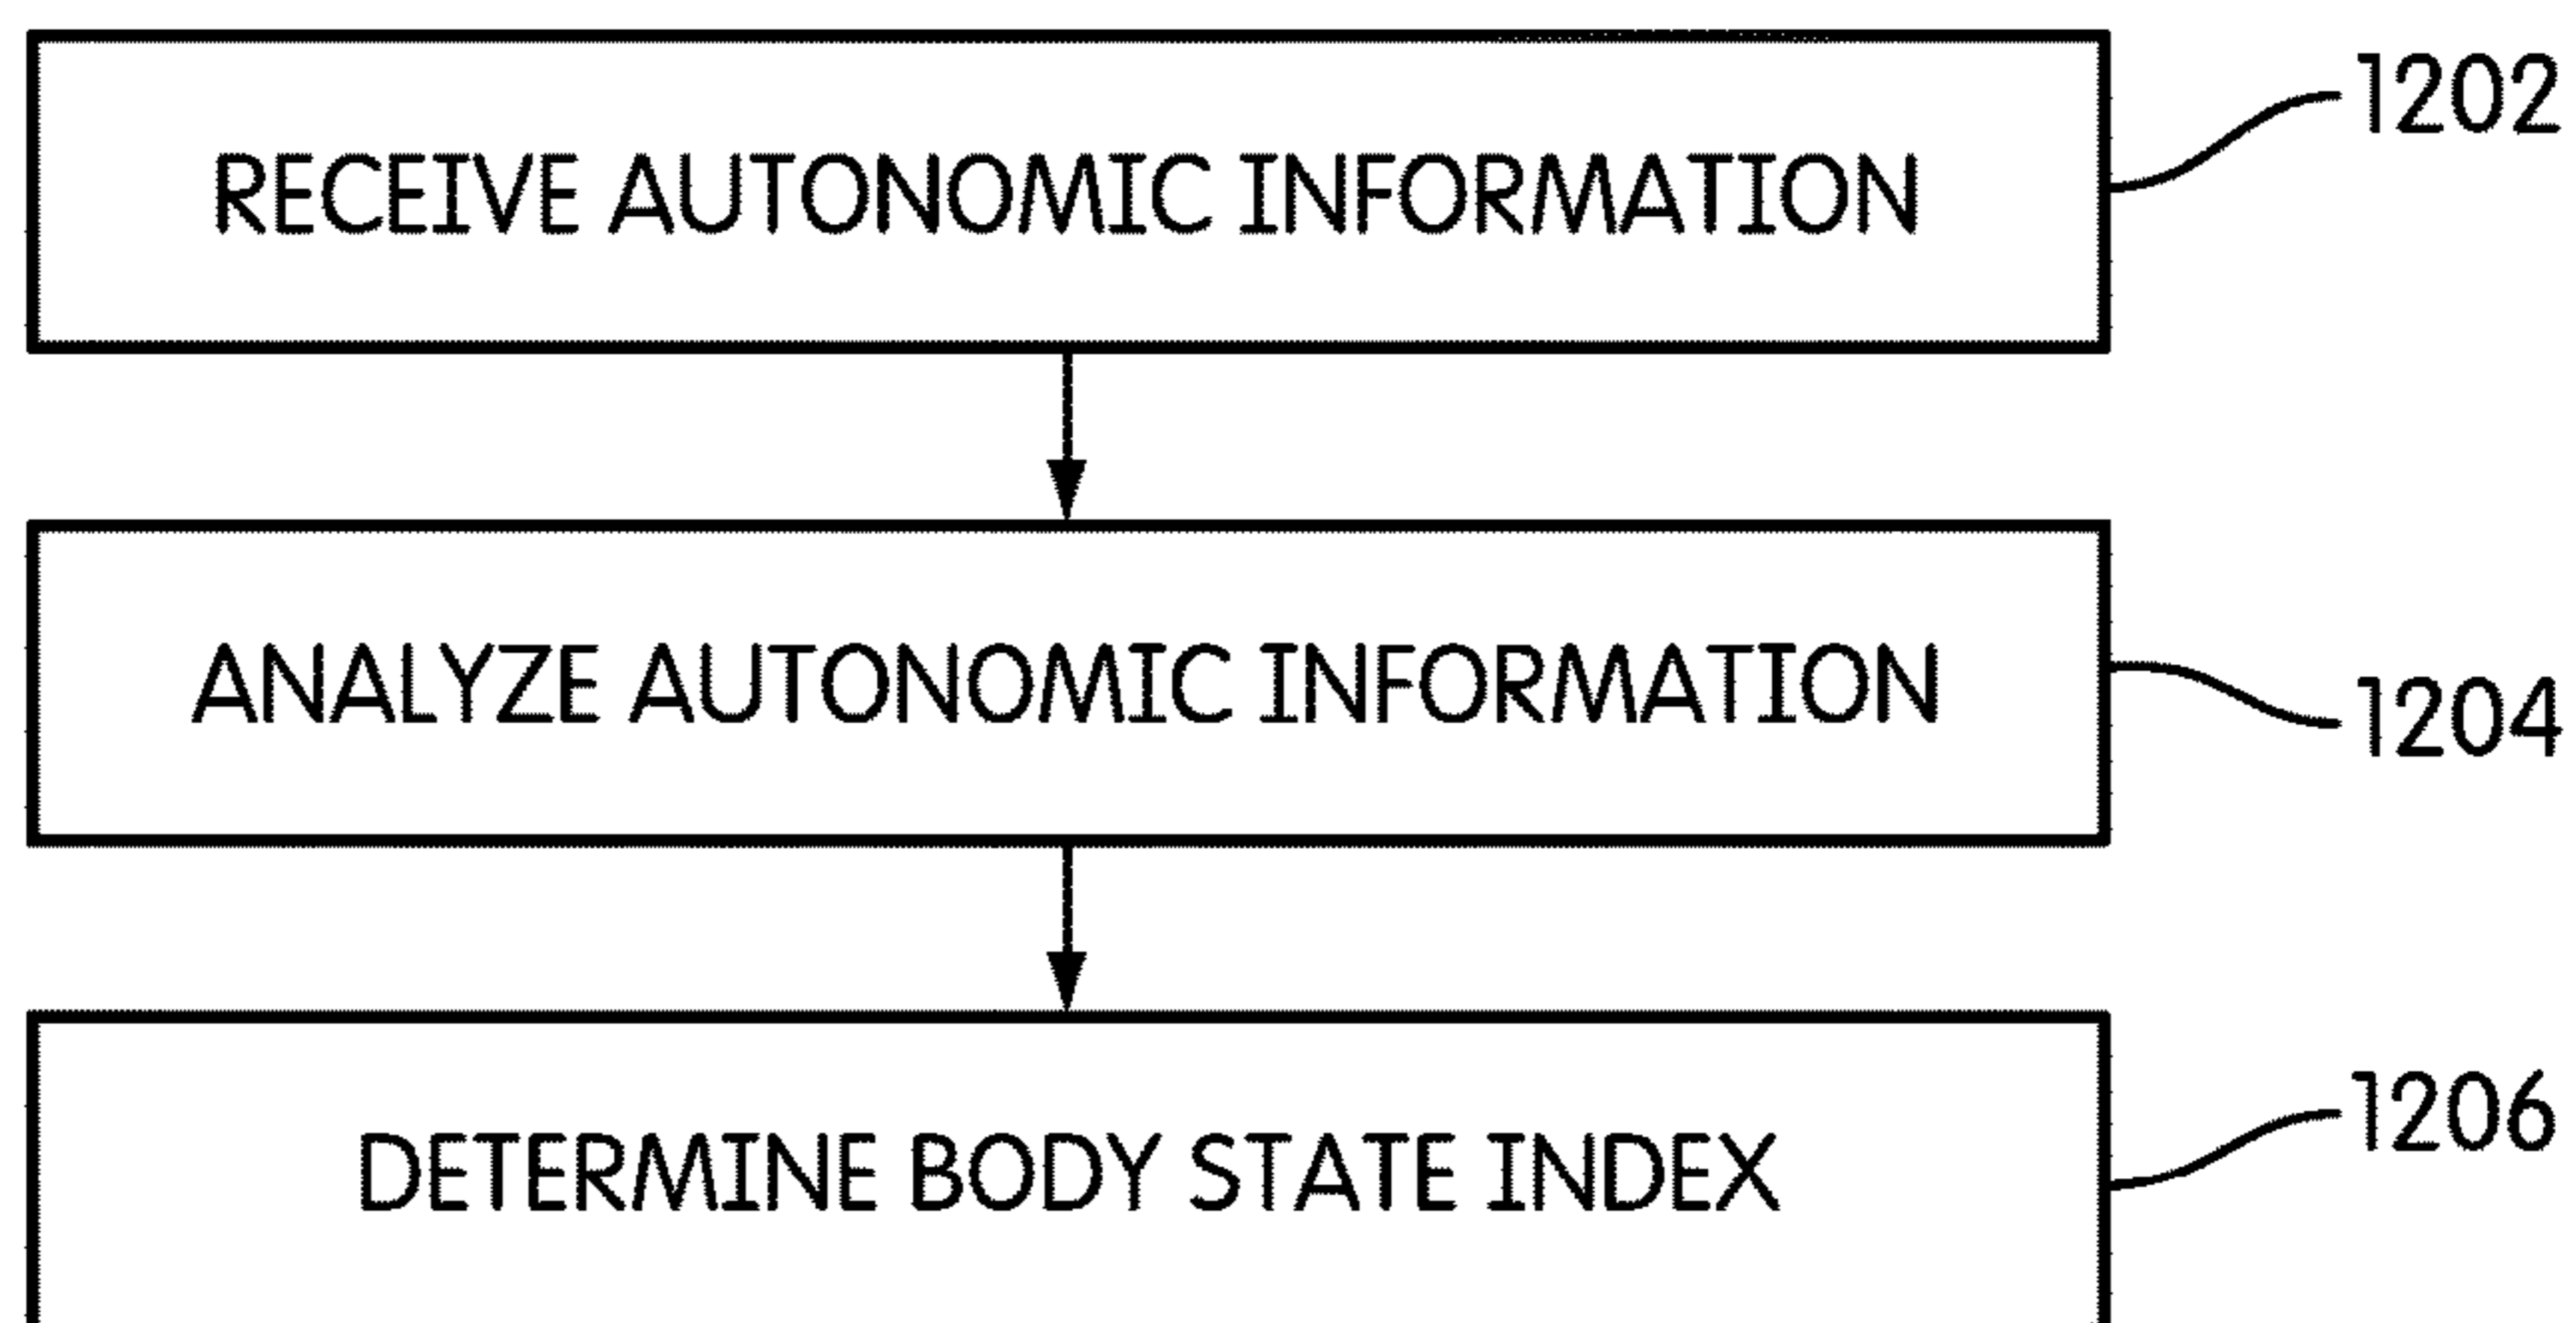 RECEIVE AUTONOMIC INFORMATION
1202
ANALYZE AUTONOMIC INFORMATION
1204
DETERMINE BODY STATE INDEX
1206